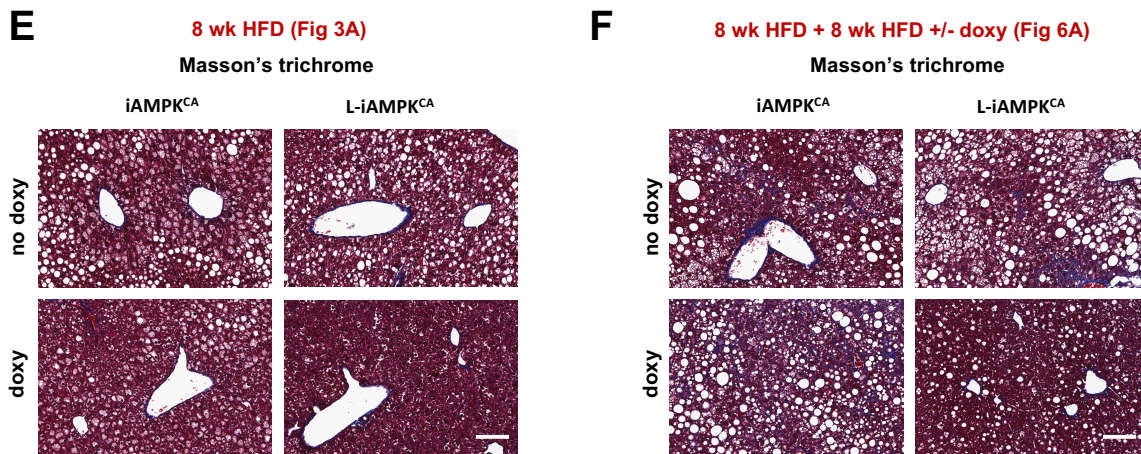 E
8 wk HFD (Fig 3A)
Masson's trichrome
iAMPKCA L-iAMPKCA
no doxy
doxy
F
8 wk HFD + 8 wk HFD +/- doxy (Fig 6A)
Masson's trichrome
iAMPKCA L-iAMPKCA
no doxy
doxy